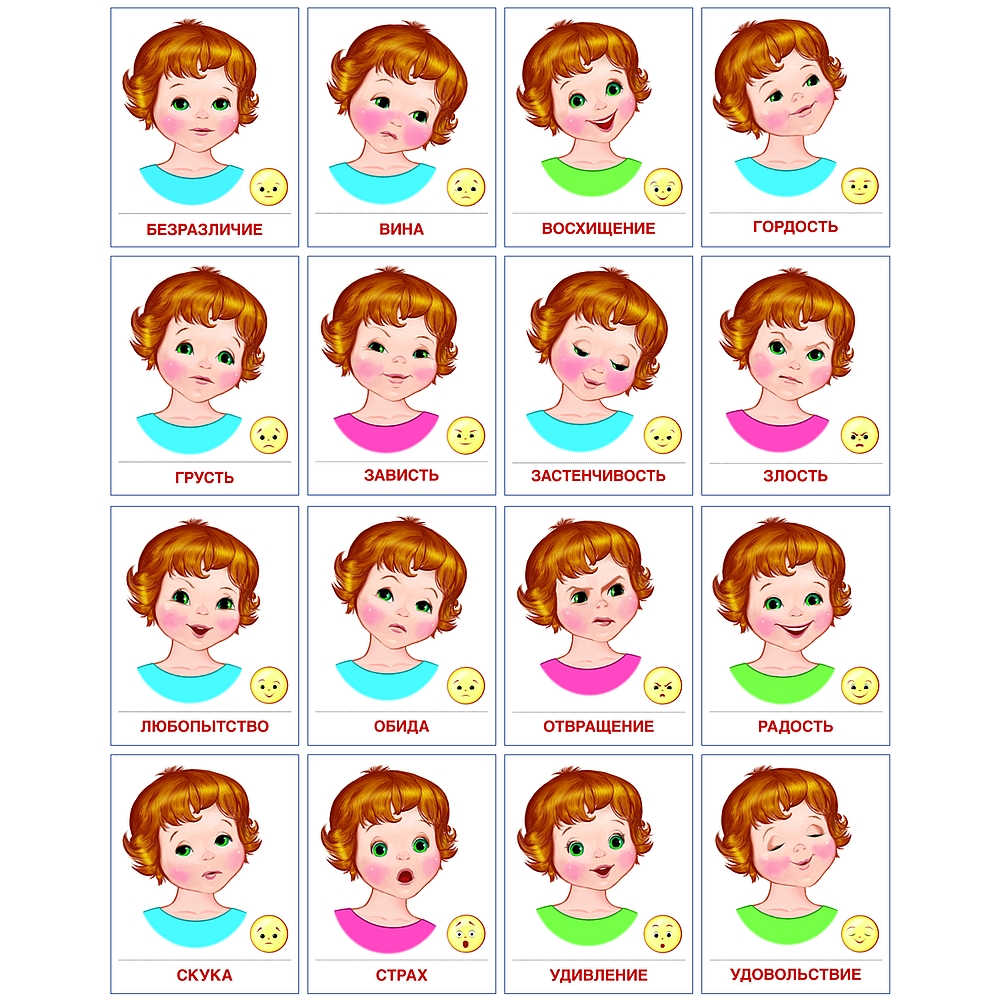 БЕЗРАЗЛИЧИЕ
ВИНА
ВОСХИЩЕНИЕ
ГОРДОСТЬ
ГРУСТЬ
ЗАВИСТЬ
ЗАСТЕНЧИВОСТЬ
ЗЛОСТЬ
ЛЮБОПЫТСТВО
ОБИДА
ОТВРАЩЕНИЕ
РАДОСТЬ
СКУКА
СТРАХ
УДИВЛЕНИЕ
УДОВОЛЬСТВИЕ